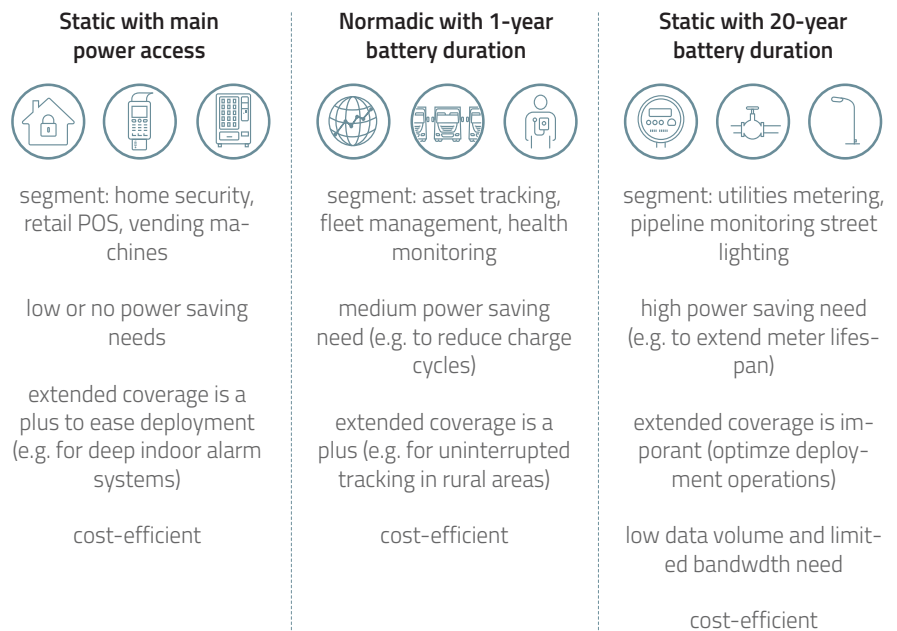 Static with main
power access
segment: home security,
retail POS, vending ma-
chines
low or no power saving
needs
extended coverage is a
plus to ease deployment
(e.g. for deep indoor alarm
systems)
cost-efficient
Normadic with 1-year
battery duration
segment: asset tracking,
fleet management, health
monitoring
medium power saving
need (e.g. to reduce charge
cycles)
extended coverage is a
plus (e.g. for uninterrupted
tracking in rural areas)
cost-efficient
Static with 20-year
battery duration
segment: utilities metering,
pipeline monitoring street
lighting
high power saving need
(e.g. to extend meter lifes-
pan)
extended coverage is im-
porant (optimze deploy-
ment operations)
low data volume and limit-
ed bandwdth need
cost-efficient